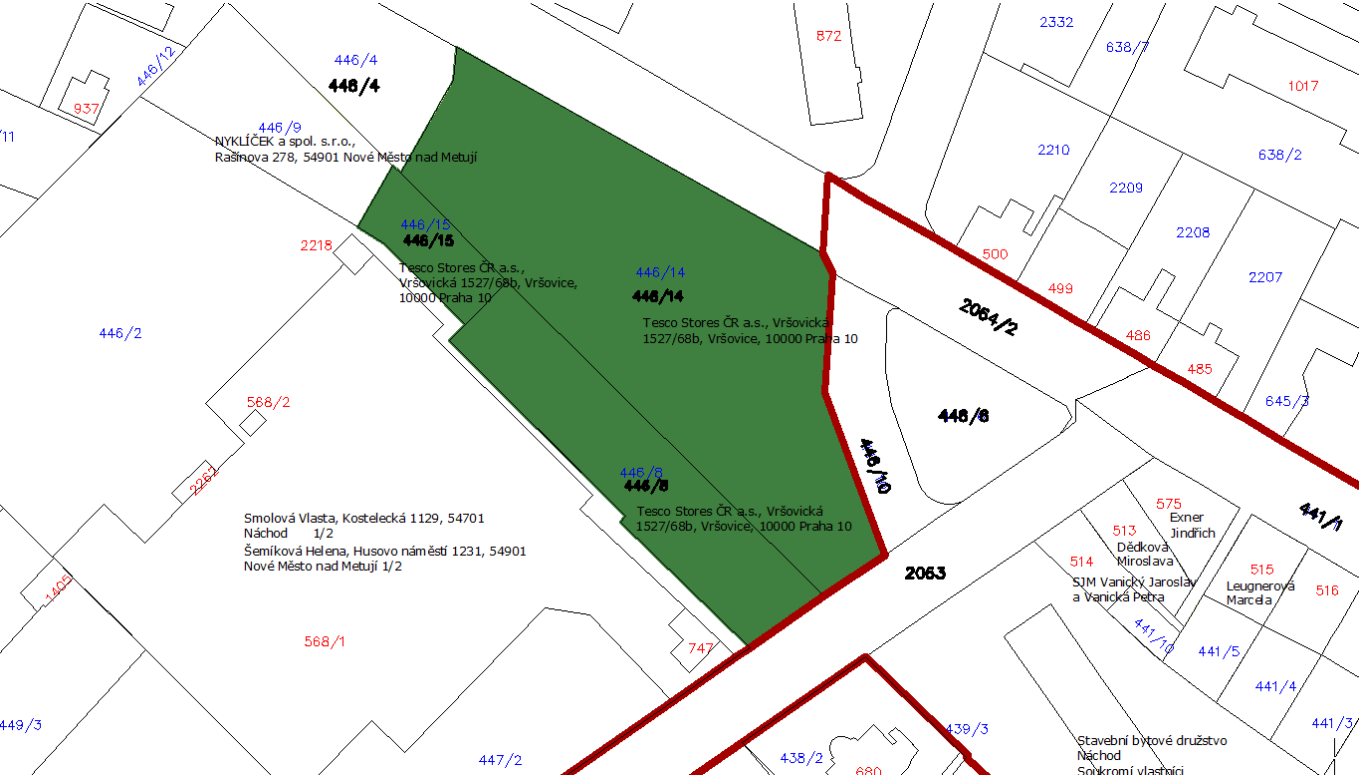 2332
638/7
872
446/12
446/4
446/4
1017
937
/11
446/9
NYKLÍČEK a spol. s.r.o.,
Rašínova 278, 54901 Nové Město nad Metují
2210
638/2
2209
446/15
446/15
2218
2208
500
446/14
446/14
2207
499
Tesco Stores ČR a.s.,
Vršovická 1527/68b, Vršovice,
10000 Praha 10
2064/2
446/2
Tesco Stores ČR a.s., Vršovická
1527/68b, Vršovice, 10000 Praha 10
486
485
568/2
645/3
446/6
446/10
2262
446/8
446/8
Tesco Stores ČR a.s., Vršovická
1527/68b, Vršovice, 10000 Praha 10
575
441/1
Smolová Vlasta, Kostelecká 1129, 54701
Náchod 1/2
Šemíková Helena, Husovo náměstí 1231, 54901
Nové Město nad Metují 1/2
Exner
Jindřich
513
Dědková
Miroslava
514
2063
515
516
SJM Vanický Jaroslav
a Vanická Petra
Leugnerová
Marcela
1405
441/10
568/1
747
441/5
441/4
449/3
441/3
439/3
447/2
438/2
680
Stavební bytové družstvo
Náchod
Soukromí vlastníci